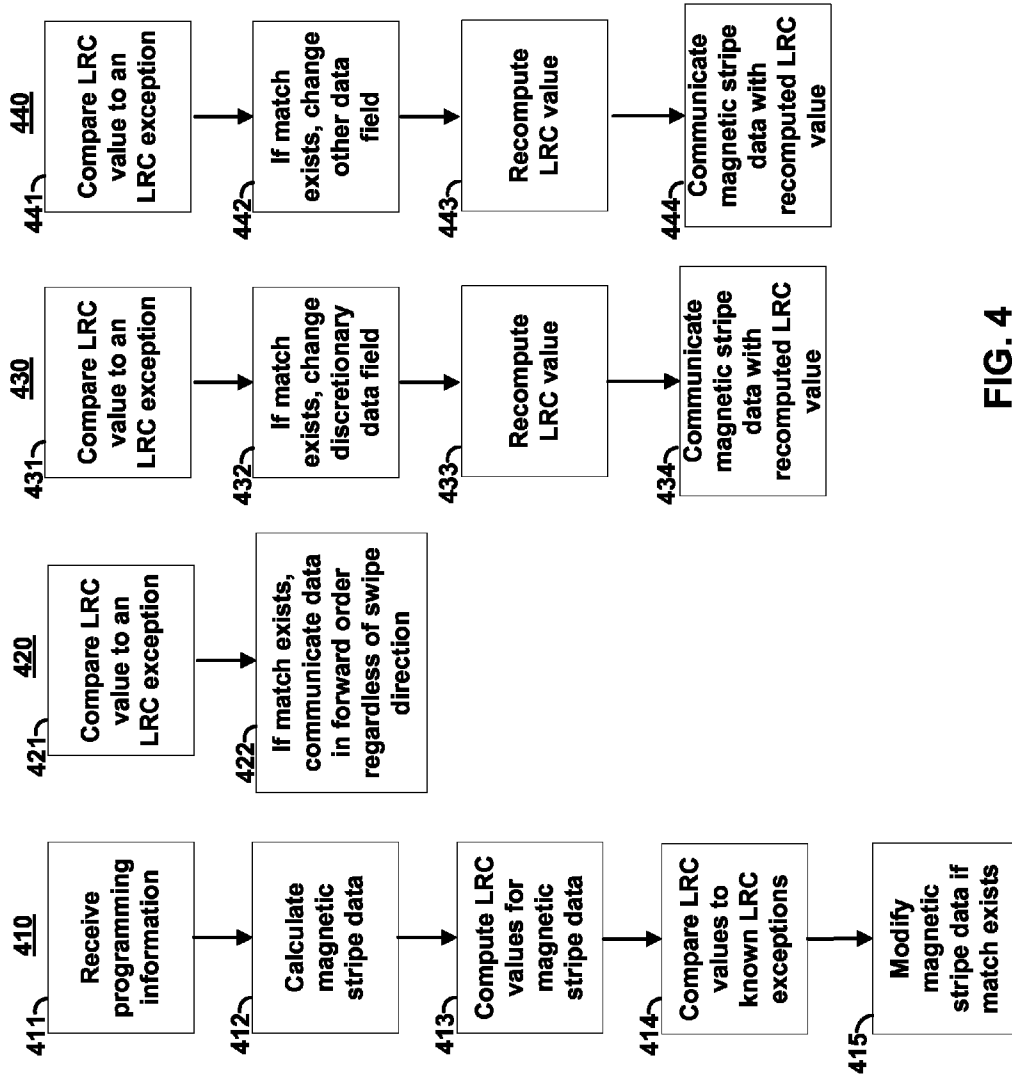 410
411
Receive
programming
information
412
Calculate
magnetic
stripe data
413
Compute LRC
values for
magnetic
stripe data
414
Compare LRC
values to
known LRC
exceptions
415
Modify
magnetic
stripe data if
match exists
420
421
Compare LRC
value to an
LRC exception
422
If match exists,
communicate data
in forward order
regardless of swipe
direction
430
431
Compare LRC
value to an
LRC exception
432
If match
exists, change
discretionary
data field
433
Recompute
LRC value
434
Communicate
magnetic stripe
data with
recomputed LRC
value
440
441
Compare LRC
value to an
LRC exception
442
If match
exists, change
other data
field
443
Recompute
LRC value
444
Communicate
magnetic stripe
data with
recomputed LRC
value
FIG. 4